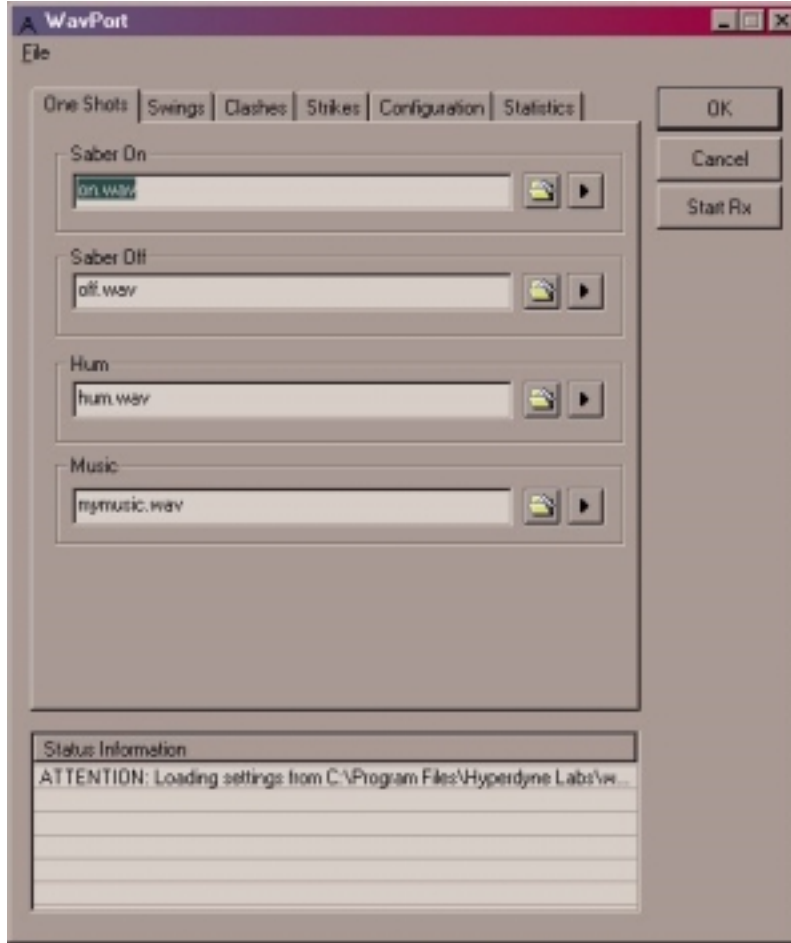 WavPort
File
One Shots Swings Clashes Strikes Configuration Statistics
OK
Cancel
Start Rx
Saber On
on.wav
Saber Off
off.wav
Hum
hum.wav
Music
mymusic.wav
Status Information
ATTENTION: Loading settings from C:\Program Files\Hyperdyne Labs\w...